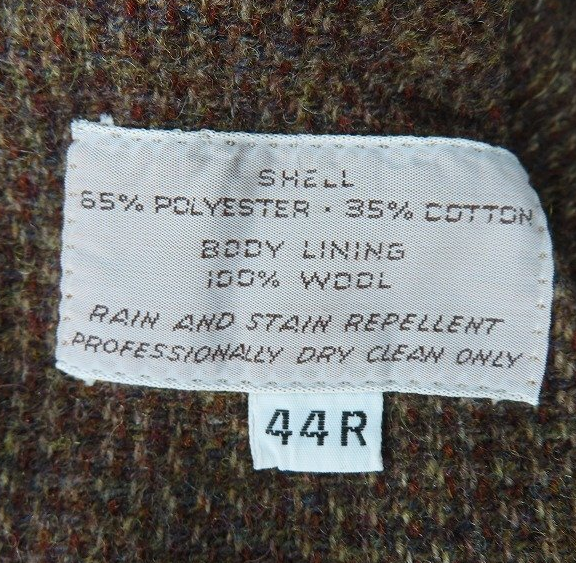 SHELL
65% POLYESTER · 35% COTTON
BODY LINING
100% WOOL
RAIN AND STAIN REPELLENT
PROFESSIONALLY DRY CLEAN ONLY
44R